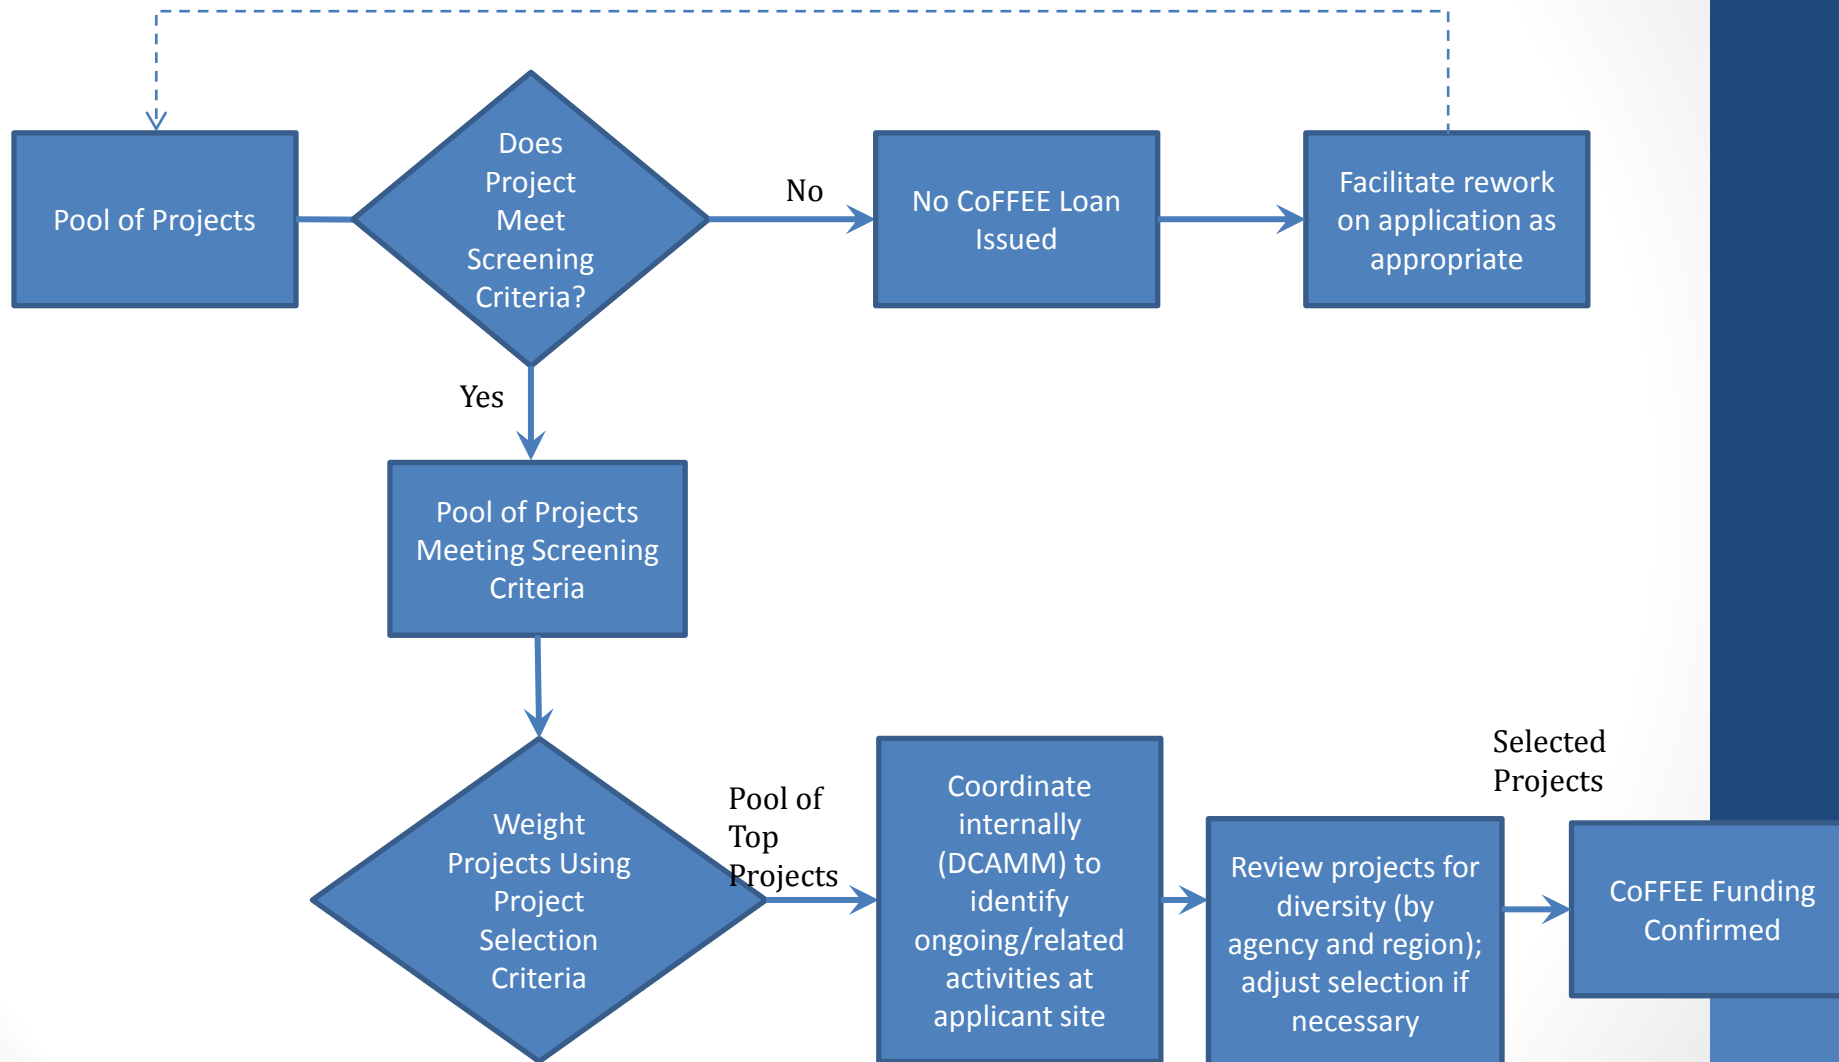 Pool of Projects
Does
Project
Meet
Screening
Criteria?
No
No CoFFEE Loan
Issued
Facilitate rework
on application as
appropriate
Yes
Pool of Projects
Meeting Screening
Criteria
Weight
Projects Using
Project
Selection
Criteria
Pool of
Top
Projects
Coordinate
internally
(DCAMM) to
identify
ongoing/related
activities at
applicant site
Review projects for
diversity (by
agency and region);
adjust selection if
necessary
Selected
Projects
CoFFEE Funding
Confirmed